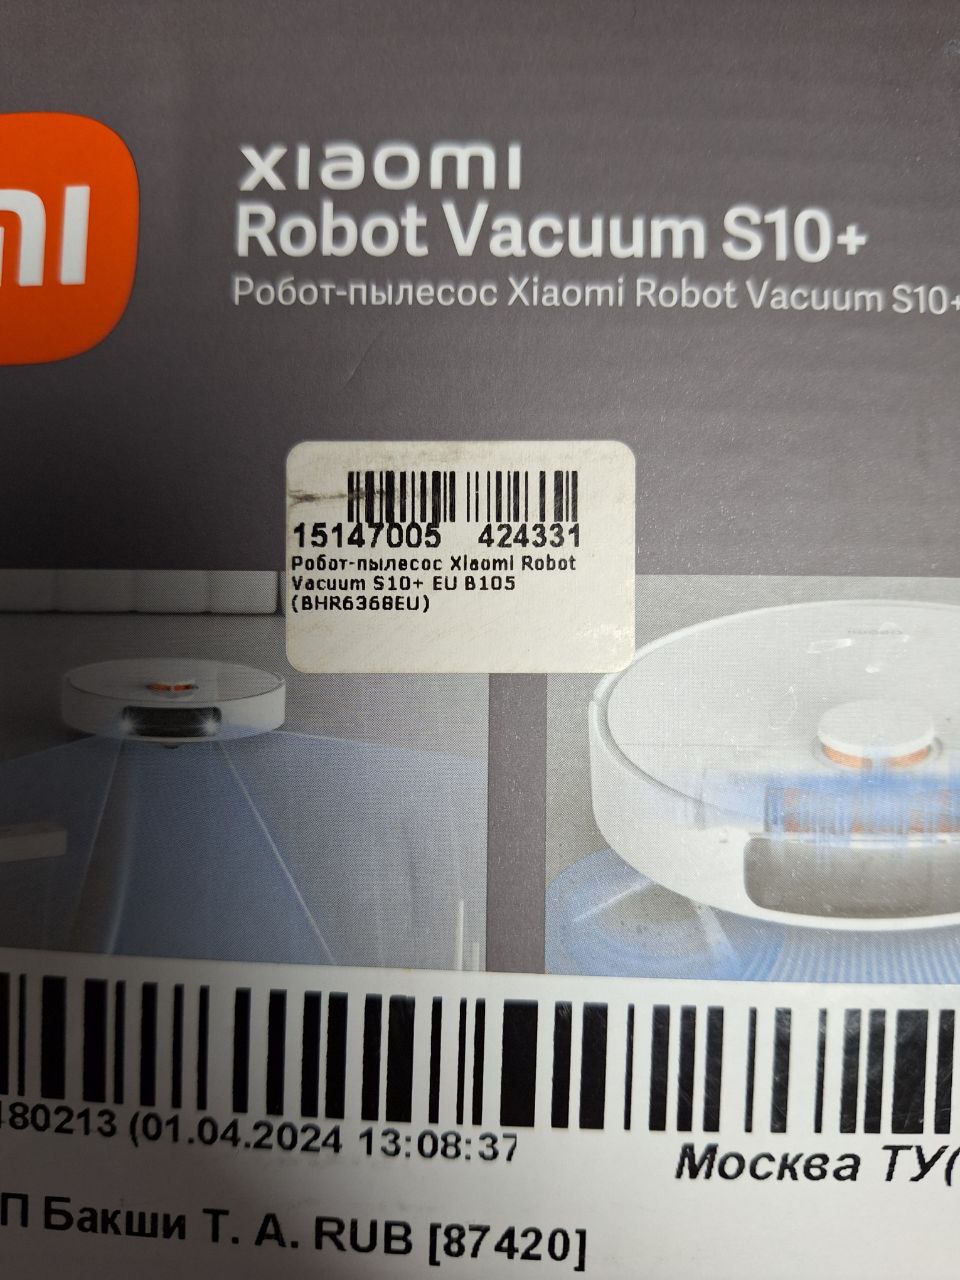 mi
xiaomi
Robot Vacuum S10+
Робот-пылесос Xiaomi Robot Vacuum S10+
15147005 424331
Робот-пылесос Xiaomi Robot
Vacuum S10+ EU B105
(BHR6368EU)
180213 (01.04.2024 13:08:37
Москва ТУ(
П Бакши Т. А. RUB [87420]